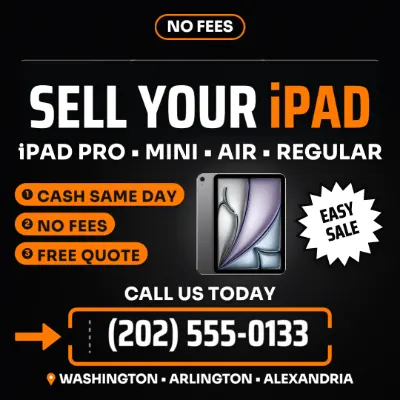 NO FEES
SELL YOUR iPAD
iPAD PRO ▪ MINI ▪ AIR ▪ REGULAR
1 CASH SAME DAY
2 NO FEES
3 FREE QUOTE
EASY
SALE
CALL US TODAY
(202) 555-0133
WASHINGTON ▪ ARLINGTON ▪ ALEXANDRIA